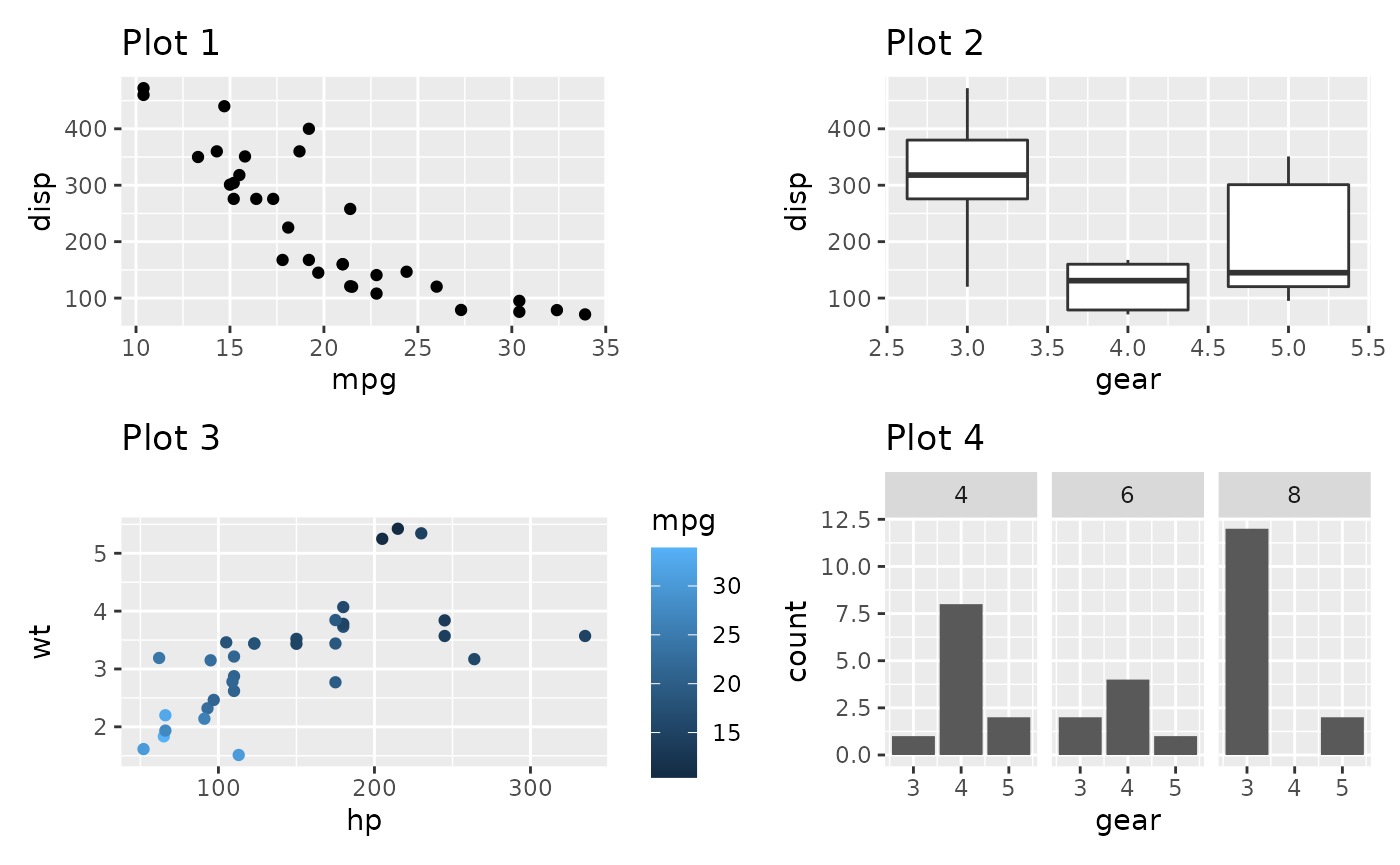 Plot 1
400
300
200
100
disp
10 15 20 25 30 35
mpg
Plot 2
400
300
200
100
disp
2.5 3.0 3.5 4.0 4.5 5.0 5.5
gear
Plot 3
5
4
3
2
wt
100 200 300
hp
mpg
30
25
20
15
Plot 4
4 6 8
12.5
10.0
7.5
5.0
2.5
0.0
count
3 4 5 3 4 5 3 4 5
gear